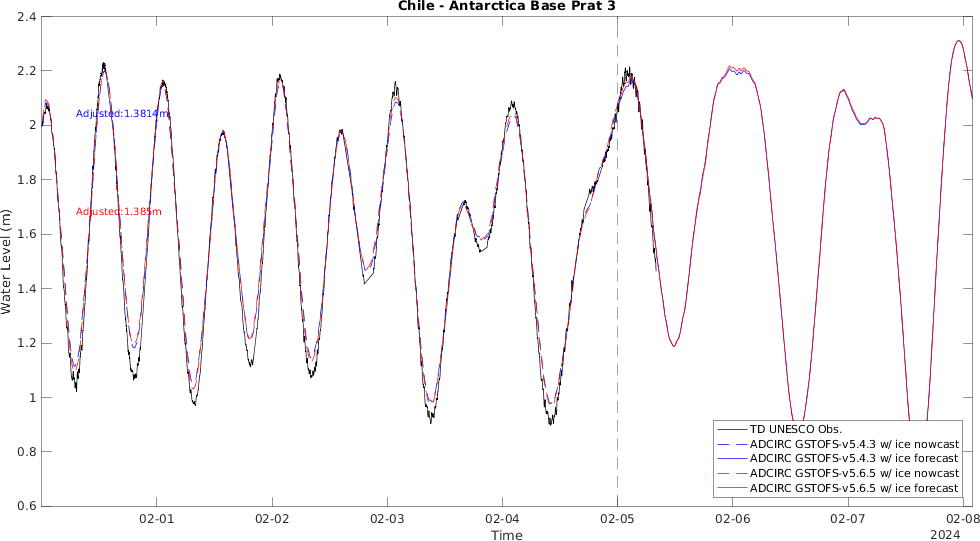 Chile - Antarctica Base Prat 3
2.4
2.2
2
1.8
1.6
1.4
1.2
1
0.8
0.6
Water Level (m)
Adjusted:1.3814m
Adjusted:1.385m
TD UNESCO Obs.
ADCIRC GSTOFS-v5.4.3 w/ ice nowcast
ADCIRC GSTOFS-v5.4.3 w/ ice forecast
ADCIRC GSTOFS-v5.6.5 w/ ice nowcast
ADCIRC GSTOFS-v5.6.5 w/ ice forecast
02-01 02-02 02-03 02-04 02-05 02-06 02-07 02-08
Time
2024